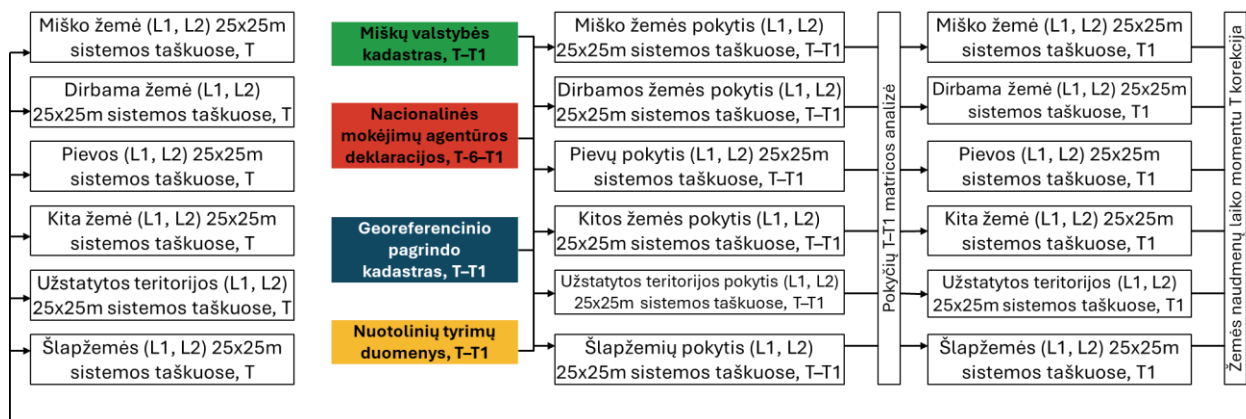 Miško žemė (L1, L2) 25x25m
sistemos taškuose, T
Dirbama žemė (L1, L2)
25x25m sistemos taškuose, T
Pievos (L1, L2) 25x25m
sistemos taškuose, T
Kita žemė (L1, L2) 25x25m
sistemos taškuose, T
Užstatytos teritorijos (L1, L2)
25x25m sistemos taškuose, T
Šlapžemės (L1, L2) 25x25m
sistemos taškuose, T
Miškų valstybės
kadastras, T–T1
Nacionalinės
mokėjimų agentūros
deklaracijos, T-6–T1
Georeferencinio
pagrindo
kadastras, T–T1
Nuotolinių tyrimų
duomenys, T–T1
Miško žemės pokytis (L1, L2)
25x25m sistemos taškuose, T–T1
Dirbamos žemės pokytis (L1, L2)
25x25m sistemos taškuose, T–T1
Pievų pokytis (L1, L2) 25x25m
sistemos taškuose, T–T1
Kitos žemės pokytis (L1, L2)
25x25m sistemos taškuose, T–T1
Užstatytos teritorijos pokytis (L1, L2)
25x25m sistemos taškuose, T–T1
Šlapžemių pokytis (L1, L2)
25x25m sistemos taškuose, T–T1
Pokyčių T–T1 matricos analizė
Miško žemė (L1, L2) 25x25m
sistemos taškuose, T1
Dirbama žemė (L1, L2) 25x25m
sistemos taškuose, T1
Pievos (L1, L2) 25x25m
sistemos taškuose, T1
Kita žemė (L1, L2) 25x25m
sistemos taškuose, T1
Užstatytos teritorijos (L1, L2)
25x25m sistemos taškuose, T1
Šlapžemės (L1, L2) 25x25m
sistemos taškuose, T1
Žemės naudmenų laiko momentu T korekcija